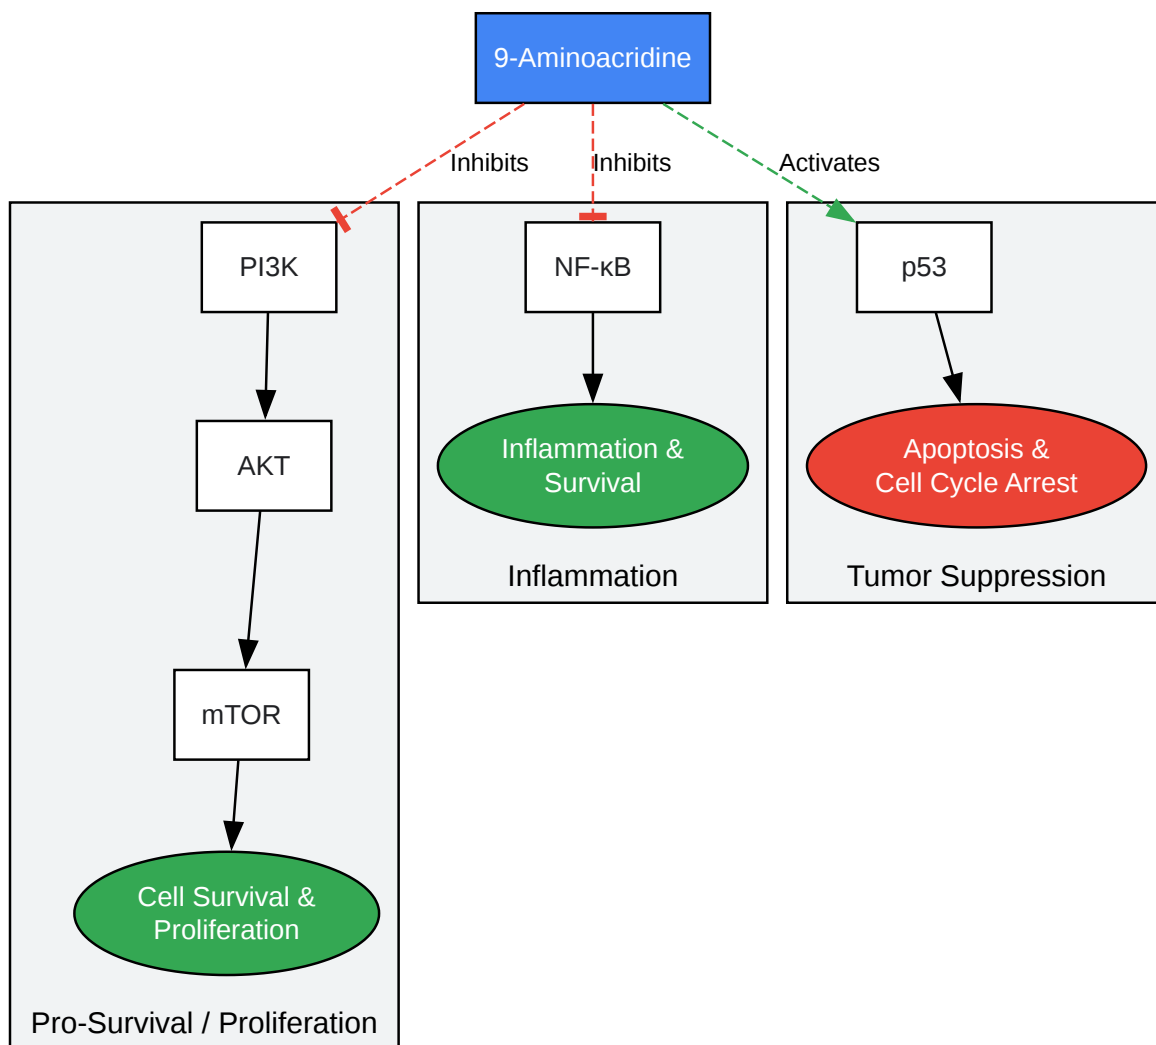 9-Aminoacridine
Inhibits
Inhibits
Activates
PI3K
NF-κB
p53
AKT
Inflammation &
Survival
Apoptosis &
Cell Cycle Arrest
Inflammation
Tumor Suppression
mTOR
Cell Survival &
Proliferation
Pro-Survival / Proliferation